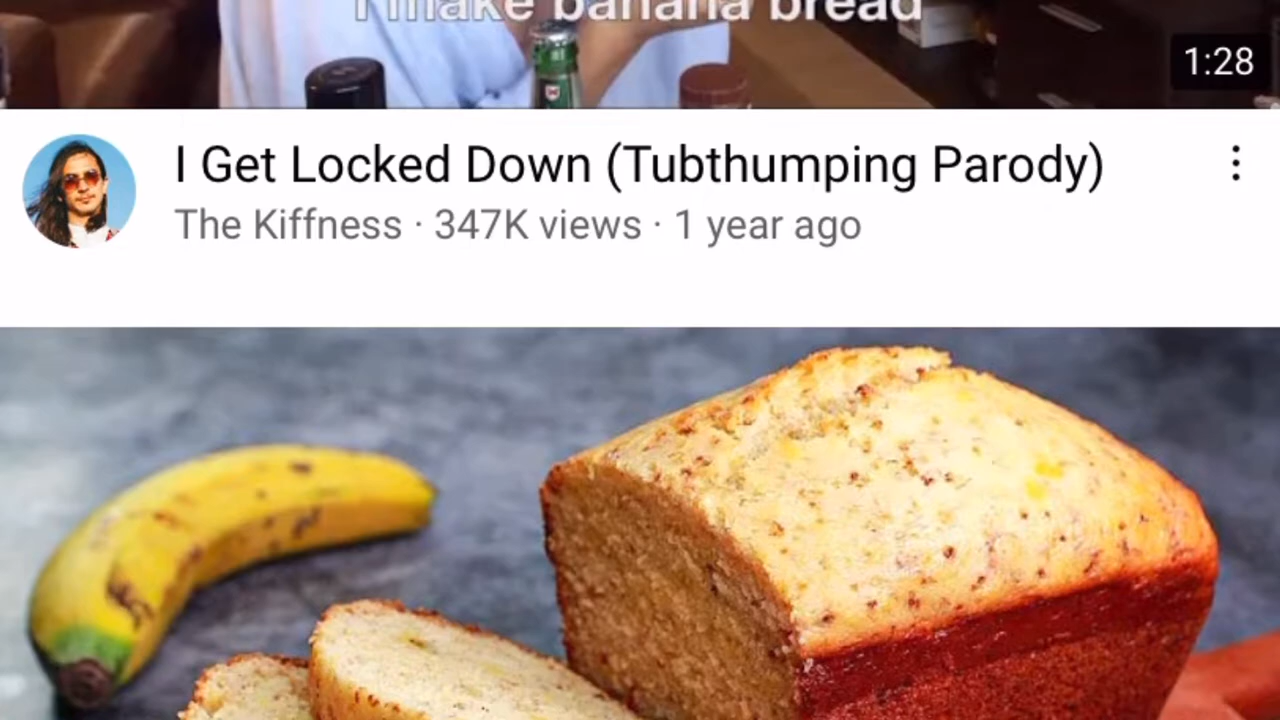 I make banana bread
1:28
I Get Locked Down (Tubthumping Parody)
The Kiffness · 347K views · 1 year ago